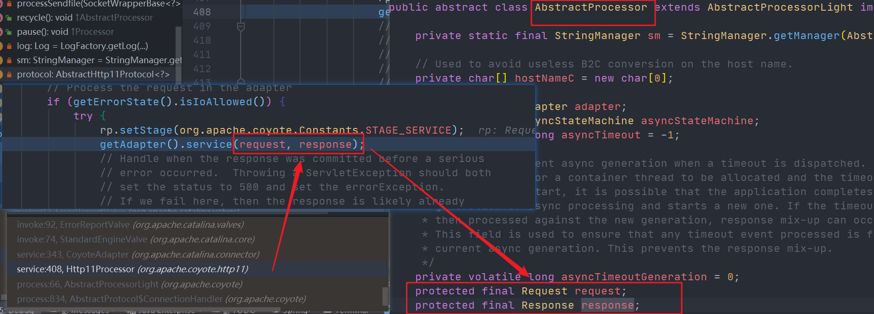 processSendfile(SocketWrapperBase<?>)
recycle(): void ↑AbstractProcessor
pause(): void ↑Processor
log: Log = LogFactory.getLog(...)
sm: StringManager = StringManager.getM
protocol: AbstractHttp11Protocol<?>
408
409
410
411
412
413
ge
//
//
//
//
// Process the request in the adapter
if (getErrorState().isIoAllowed()) {
try {
rp.setStage(org.apache.coyote.Constants.STAGE_SERVICE); rp: Reque
getAdapter().service(request, response);
// Handle when the response was committed before a serious
// error occurred. Throwing a ServletException should both
// set the status to 500 and set the errorException.
// If we fail here, then the response is likely already
invoke:92, ErrorReportValve (org.apache.catalina.valves)
invoke:74, StandardEngineValve (org.apache.catalina.core)
service:343, CoyoteAdapter (org.apache.catalina.connector)
service:408, Http11Processor (org.apache.coyote.http11)
process:66, AbstractProcessorLight (org.apache.coyote)
process:834, AbstractProtocol$ConnectionHandler (org.apache.coyote)
public abstract class AbstractProcessor extends AbstractProcessorLight im
private static final StringManager sm = StringManager.getManager(Abst
// Used to avoid useless B2C conversion on the host name.
private char[] hostNameC = new char[0];
apter adapter;
yncStateMachine asyncStateMachine;
ong asyncTimeout = -1;
ent async generation when a timeout is dispatched.
or a container thread to be allocated and the timeo
art, it is possible that the application completes
sync processing and starts a new one. If the timeou
* then processed against the new generation, response mix-up can occu
* This field is used to ensure that any timeout event processed is f
* current async generation. This prevents the response mix-up.
*/
private volatile long asyncTimeoutGeneration = 0;
protected final Request request;
protected final Response response;